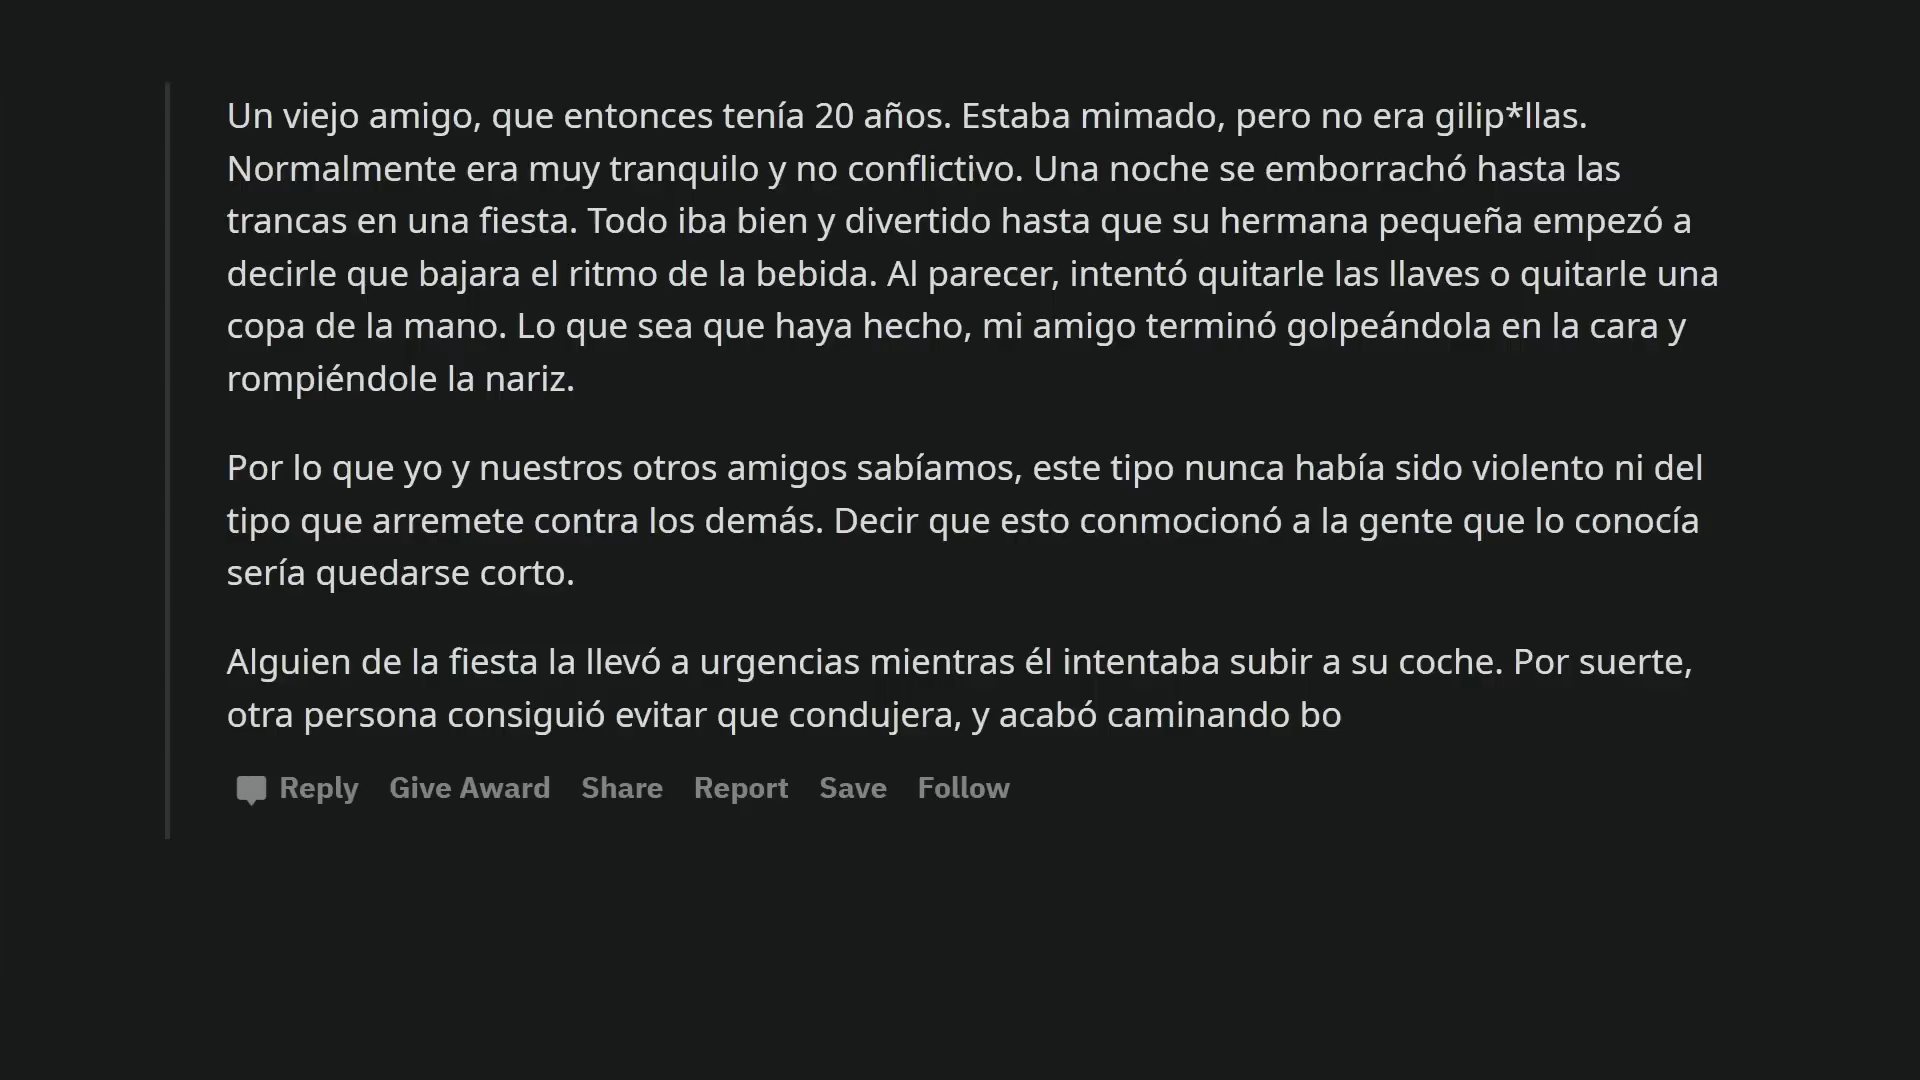 Un viejo amigo, que entonces tenía 20 años. Estaba mimado, pero no era gilip*llas.
Normalmente era muy tranquilo y no conflictivo. Una noche se emborrachó hasta las
trancas en una fiesta. Todo iba bien y divertido hasta que su hermana pequeña empezó a
decirle que bajara el ritmo de la bebida. Al parecer, intentó quitarle las llaves o quitarle una
copa de la mano. Lo que sea que haya hecho, mi amigo terminó golpeándola en la cara y
rompiéndole la nariz.
Por lo que yo y nuestros otros amigos sabíamos, este tipo nunca había sido violento ni del
tipo que arremete contra los demás. Decir que esto conmocionó a la gente que lo conocía
sería quedarse corto.
Alguien de la fiesta la llevó a urgencias mientras él intentaba subir a su coche. Por suerte,
otra persona consiguió evitar que condujera, y acabó caminando bo
Reply Give Award Share Report Save Follow